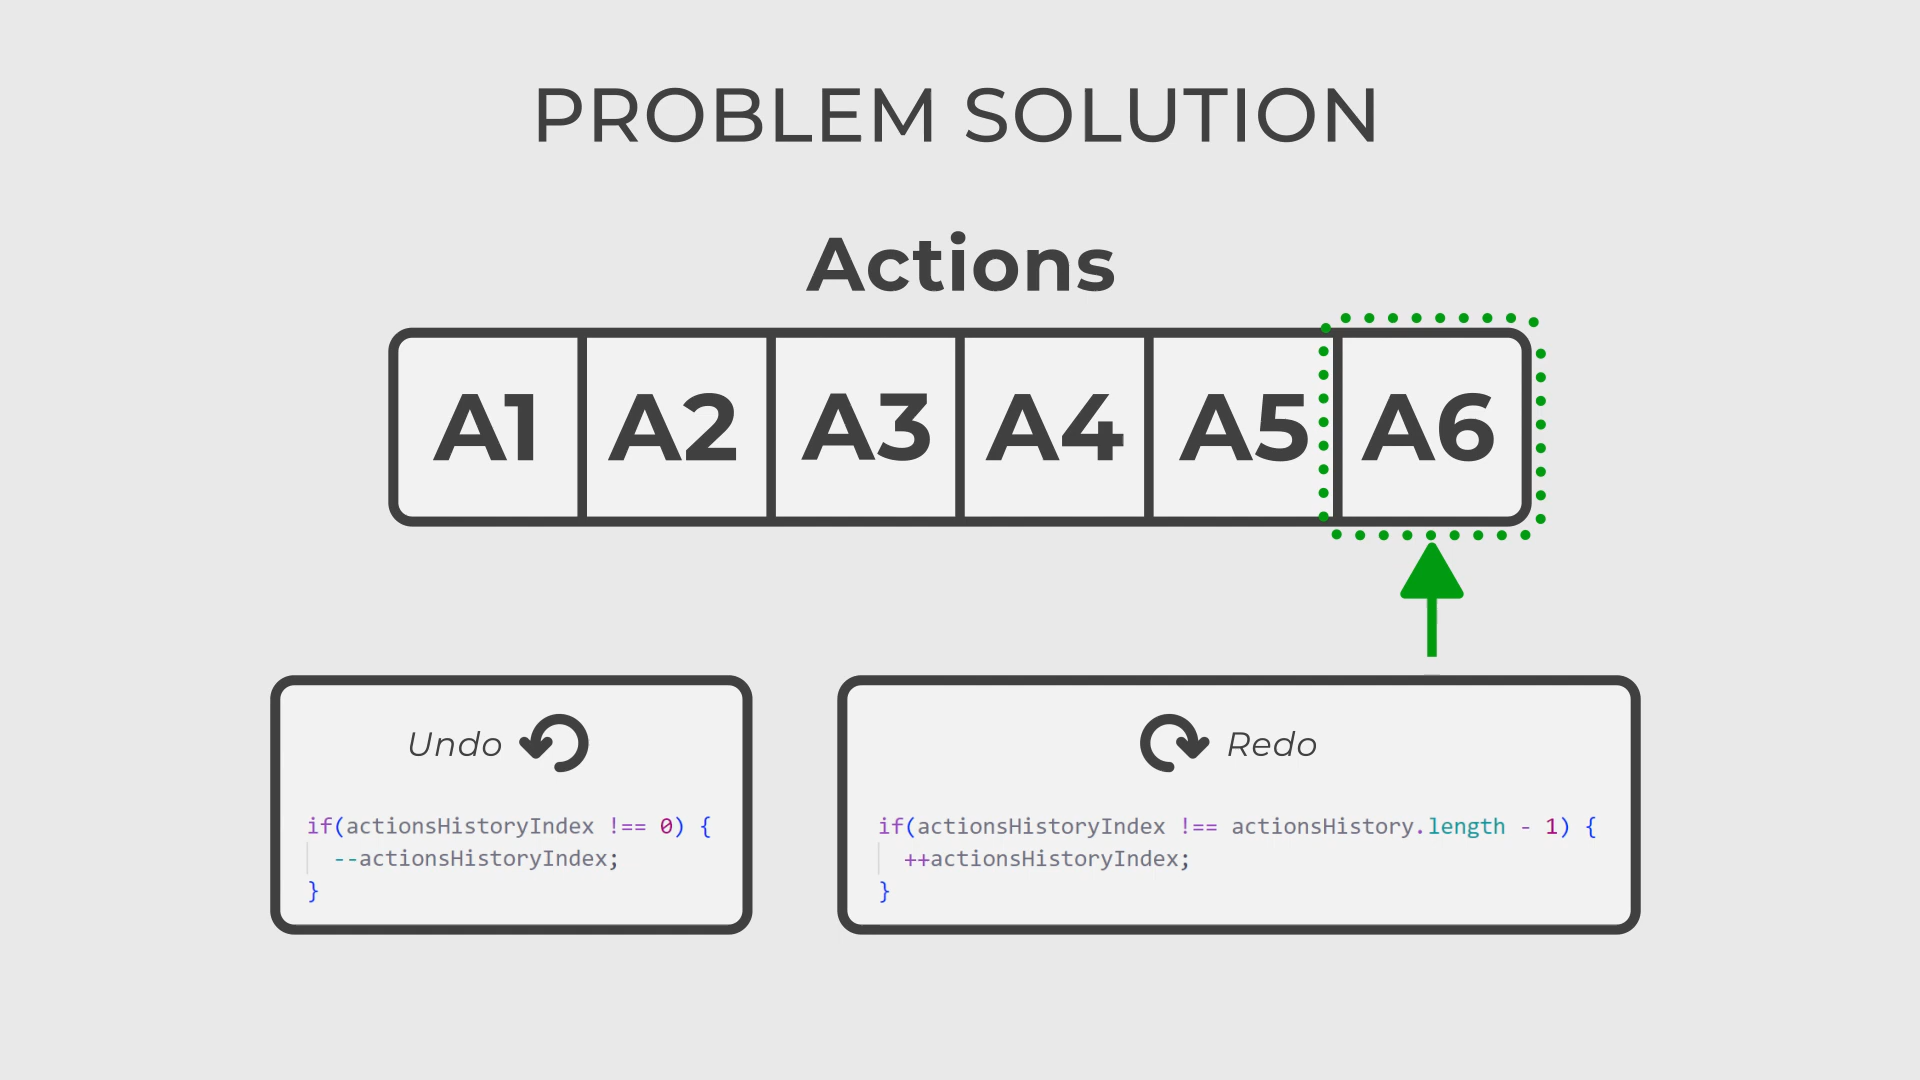 PROBLEM SOLUTION
Actions
A1 A2 A3 A4 A5 A6
Undo
if(actionsHistoryIndex !== 0) {
--actionsHistoryIndex;
}
Redo
if(actionsHistoryIndex !== actionsHistory.length - 1) {
++actionsHistoryIndex;
}